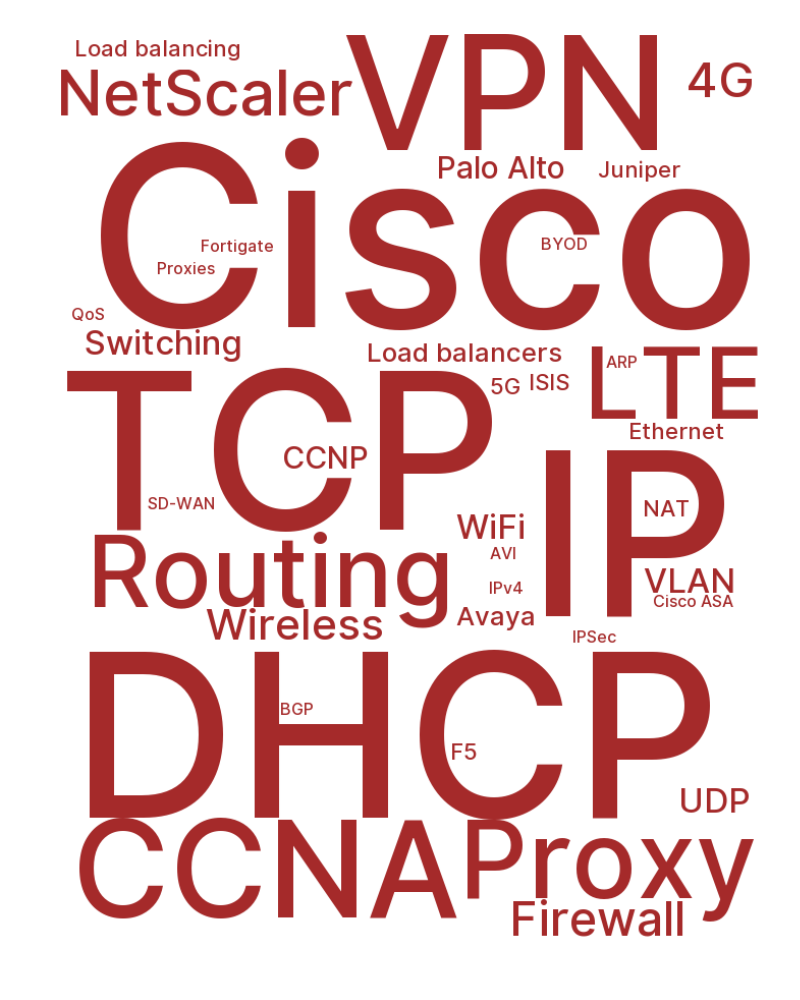 Load balancing
VPN
NetScaler
4G
Palo Alto
Juniper
Cisco
Fortigate
BYOD
Proxies
QoS
Switching
Load balancers
LTE
ARP
TCP
5G
ISIS
Ethernet
CCNP
IP
SD-WAN
NAT
WiFi
Routing
AVI
VLAN
IPv4
Cisco ASA
Avaya
Wireless
IPSec
DHCP
BGP
F5
UDP
CCNA
Proxy
Firewall